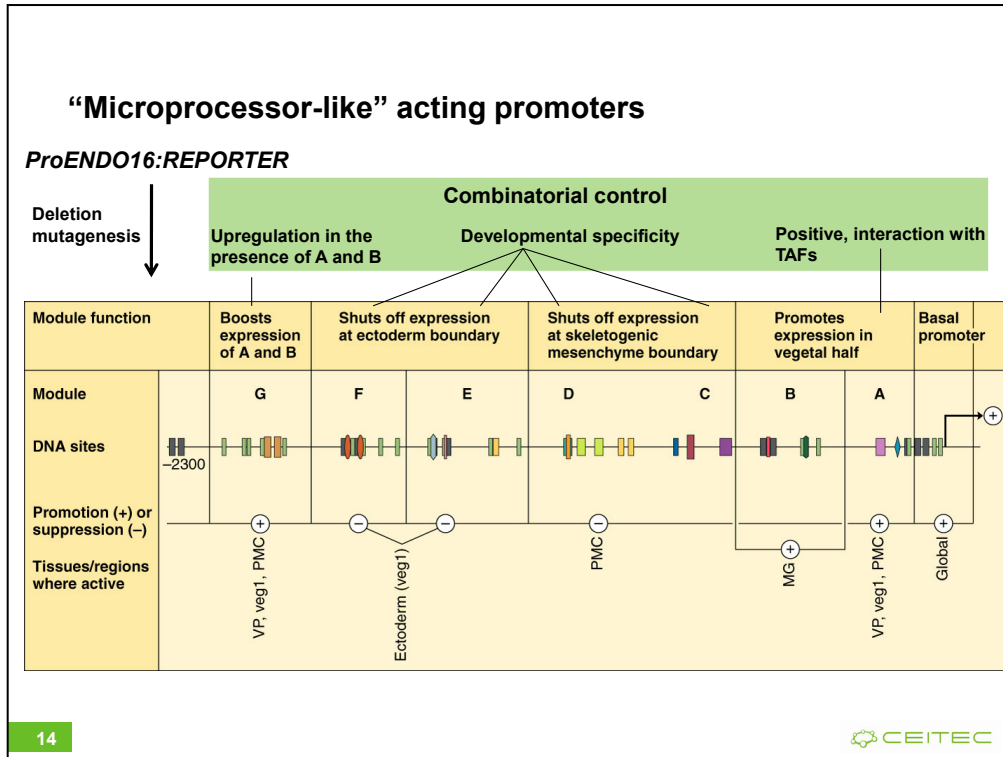 “Microprocessor-like” acting promoters
ProENDO16:REPORTER
Deletion
mutagenesis
Combinatorial control
Upregulation in the
presence of A and B
Developmental specificity
Positive, interaction with
TAFs
Module function
Boosts
expression
of A and B
Shuts off expression
at ectoderm boundary
Shuts off expression
at skeletogenic
mesenchyme boundary
Promotes
expression in
vegetal half
Basal
promoter
Module
G
F
E
D
C
B
A
DNA sites
–2300
+
Promotion (+) or
suppression (–)
+
–
–
–
+
+
+
Tissues/regions
where active
VP, veg1, PMC
Ectoderm (veg1)
PMC
MG
VP, veg1, PMC
Global
14
CEITEC